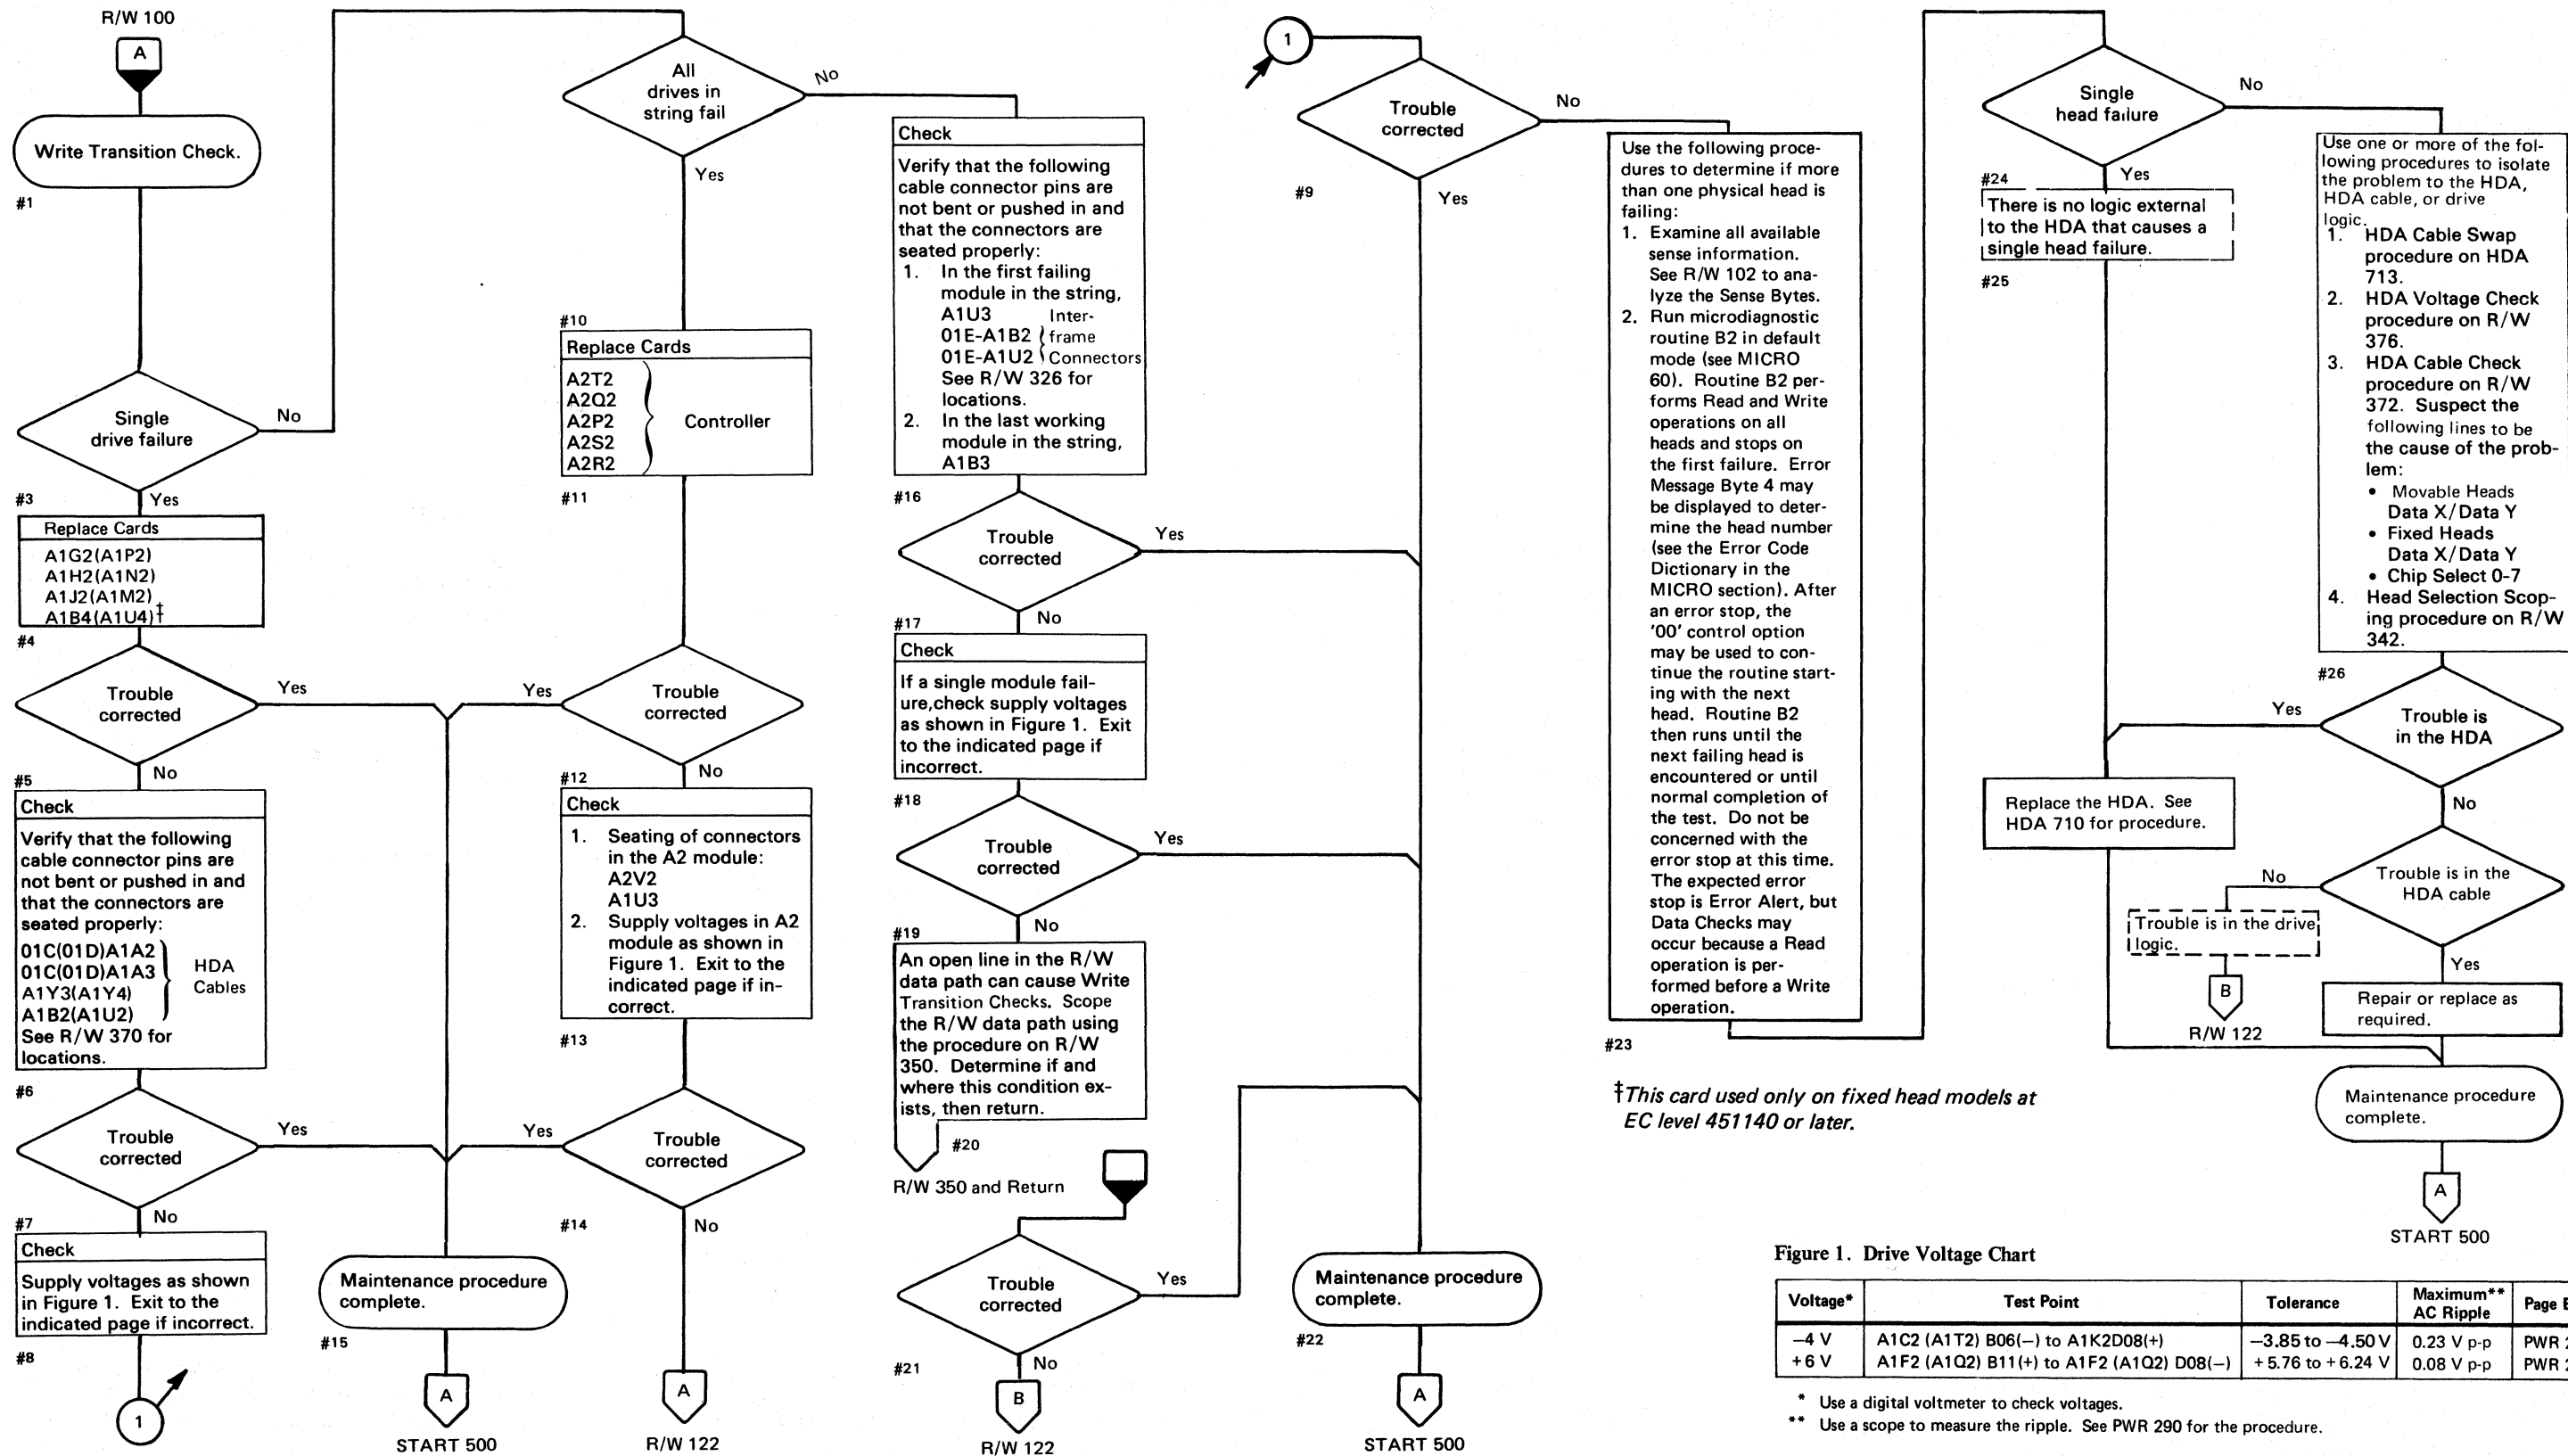 R/W 100
A
Write Transition Check.
#1
Single
drive failure
No
Yes
#3
Replace Cards
A1G2(A1P2)
A1H2(A1N2)
A1J2(A1M2)
A1B4(A1U4)‡
#4
Trouble
corrected
Yes
No
#5
Check
Verify that the following
cable connector pins are
not bent or pushed in and
that the connectors are
seated properly:
01C(01D)A1A2
01C(01D)A1A3
A1Y3(A1Y4)
A1B2(A1U2)
HDA
Cables
See R/W 370 for
locations.
#6
Trouble
corrected
Yes
No
#7
Check
Supply voltages as shown
in Figure 1. Exit to the
indicated page if incorrect.
#8
1
All
drives in
string fail
No
Yes
#10
Replace Cards
A2T2
A2Q2
A2P2
A2S2
A2R2
Controller
#11
Trouble
corrected
Yes
No
#12
Check
1. Seating of connectors
in the A2 module:
A2V2
A1U3
2. Supply voltages in A2
module as shown in
Figure 1. Exit to the
indicated page if in-
correct.
#13
Trouble
corrected
Yes
No
#14
Maintenance procedure
complete.
#15
A
START 500
A
R/W 122
Check
Verify that the following
cable connector pins are
not bent or pushed in and
that the connectors are
seated properly:
1. In the first failing
module in the string,
A1U3
01E-A1B2
01E-A1U2
Inter-
frame
Connectors
See R/W 326 for
locations.
2. In the last working
module in the string,
A1B3
#16
Trouble
corrected
Yes
No
#17
Check
If a single module fail-
ure,check supply voltages
as shown in Figure 1. Exit
to the indicated page if
incorrect.
#18
Trouble
corrected
Yes
No
#19
An open line in the R/W
data path can cause Write
Transition Checks. Scope
the R/W data path using
the procedure on R/W
350. Determine if and
where this condition ex-
ists, then return.
#20
R/W 350 and Return
Trouble
corrected
Yes
No
#21
B
R/W 122
1
Trouble
corrected
No
#9
Yes
Maintenance procedure
complete.
#22
A
START 500
Use the following proce-
dures to determine if more
than one physical head is
failing:
1. Examine all available
sense information.
See R/W 102 to ana-
lyze the Sense Bytes.
2. Run microdiagnostic
routine B2 in default
mode (see MICRO
60). Routine B2 per-
forms Read and Write
operations on all
heads and stops on
the first failure. Error
Message Byte 4 may
be displayed to deter-
mine the head number
(see the Error Code
Dictionary in the
MICRO section). After
an error stop, the
'00' control option
may be used to con-
tinue the routine start-
ing with the next
head. Routine B2
then runs until the
next failing head is
encountered or until
normal completion of
the test. Do not be
concerned with the
error stop at this time.
The expected error
stop is Error Alert, but
Data Checks may
occur because a Read
operation is per-
formed before a Write
operation.
#23
‡This card used only on fixed head models at
EC level 451140 or later.
Single
head failure
No
#24
Yes
There is no logic external
to the HDA that causes a
single head failure.
#25
Use one or more of the fol-
lowing procedures to isolate
the problem to the HDA,
HDA cable, or drive
logic.
1. HDA Cable Swap
procedure on HDA
713.
2. HDA Voltage Check
procedure on R/W
376.
3. HDA Cable Check
procedure on R/W
372. Suspect the
following lines to be
the cause of the prob-
lem:
• Movable Heads
Data X/Data Y
• Fixed Heads
Data X/Data Y
• Chip Select 0-7
4. Head Selection Scop-
ing procedure on R/W
342.
#26
Trouble is
in the HDA
Yes
No
Replace the HDA. See
HDA 710 for procedure.
Trouble is in the
HDA cable
No
Yes
Trouble is in the drive
logic.
B
R/W 122
Repair or replace as
required.
Maintenance procedure
complete.
A
START 500
Figure 1. Drive Voltage Chart
Voltage* Test Point Tolerance Maximum** AC Ripple Page
−4 V A1C2 (A1T2) B06(−) to A1K2D08(+) −3.85 to −4.50 V 0.23 V p-p PWR
+6 V A1F2 (A1Q2) B11(+) to A1F2 (A1Q2) D08(−) +5.76 to +6.24 V 0.08 V p-p PWR
* Use a digital voltmeter to check voltages.
** Use a scope to measure the ripple. See PWR 290 for the procedure.